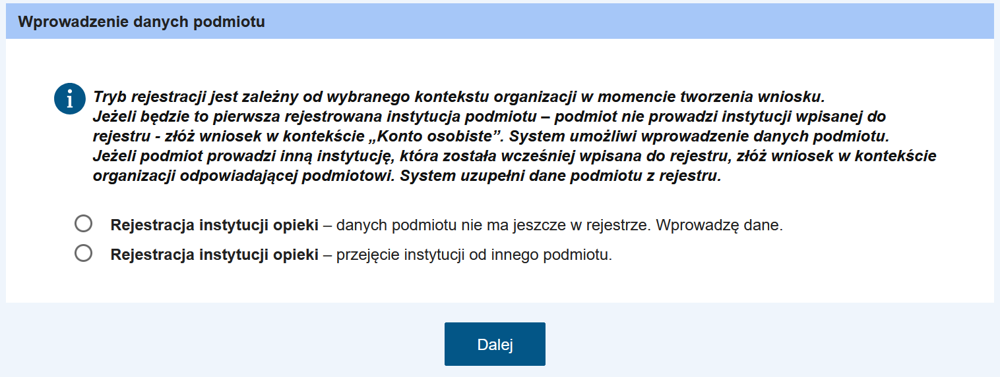 Wprowadzenie danych podmiotu
Tryb rejestracji jest zależny od wybranego kontekstu organizacji w momencie tworzenia wniosku.
Jeżeli będzie to pierwsza rejestrowana instytucja podmiotu – podmiot nie prowadzi instytucji wpisanej do
rejestru - złóż wniosek w kontekście „Konto osobiste”. System umożliwi wprowadzenie danych podmiotu.
Jeżeli podmiot prowadzi inną instytucję, która została wcześniej wpisana do rejestru, złóż wniosek w kontekście
organizacji odpowiadającej podmiotowi. System uzupełni dane podmiotu z rejestru.
Rejestracja instytucji opieki – danych podmiotu nie ma jeszcze w rejestrze. Wprowadzę dane.
Rejestracja instytucji opieki – przejęcie instytucji od innego podmiotu.
Dalej